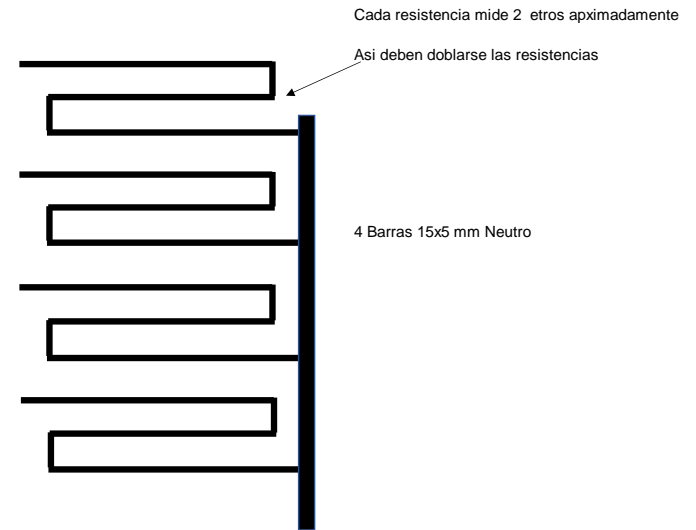 Cada resistencia mide 2 etros apximadamente
Asi deben doblarse las resistencias
4 Barras 15x5 mm Neutro